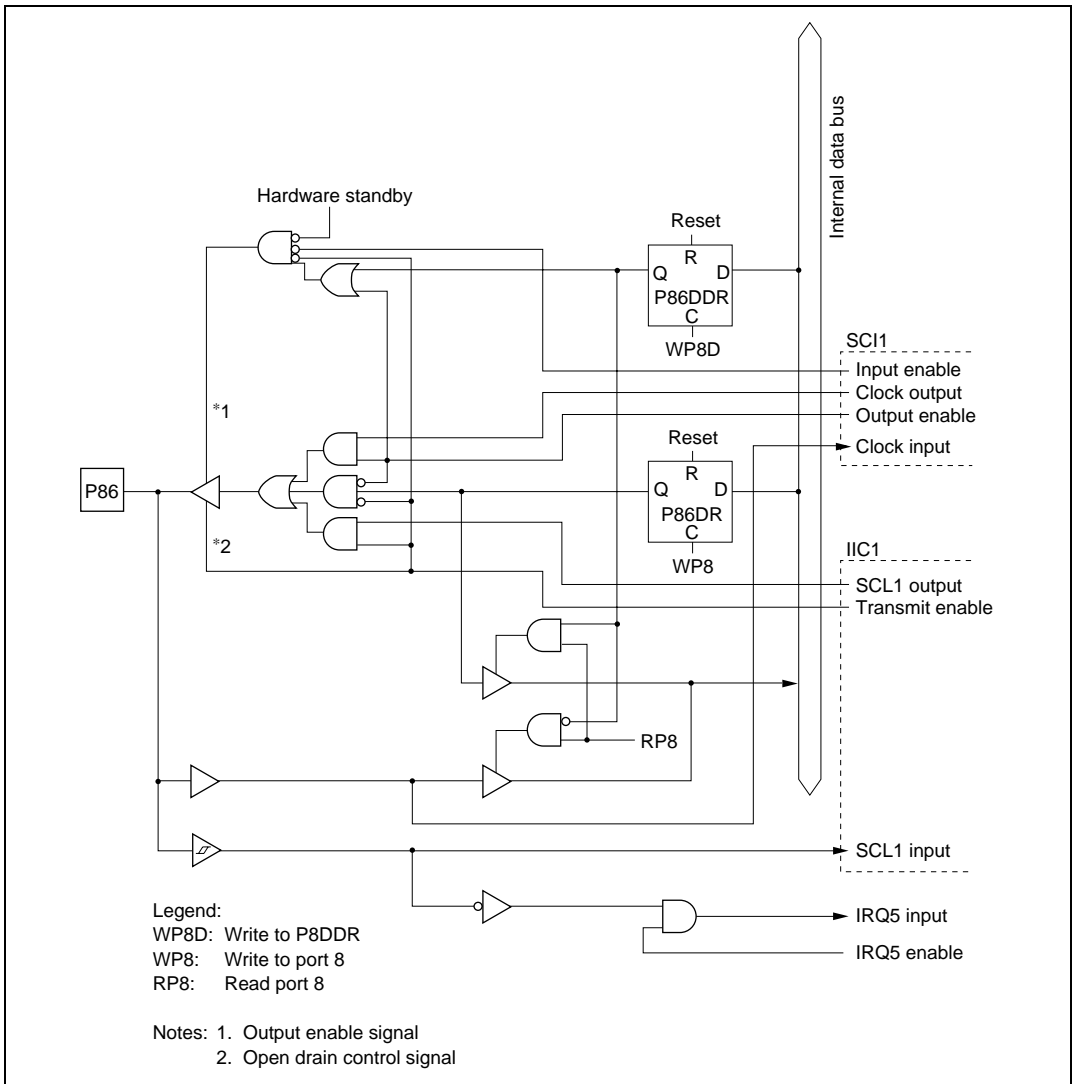 Internal data bus
Hardware standby
Reset
R
Q D
P86DDR
C
WP8D
SCI1
Input enable
Clock output
Output enable
Clock input
*1
Reset
R
Q D
P86DR
C
WP8
P86
*2
IIC1
SCL1 output
Transmit enable
RP8
SCL1 input
IRQ5 input
IRQ5 enable
Legend:
WP8D: Write to P8DDR
WP8: Write to port 8
RP8: Read port 8
Notes: 1. Output enable signal
2. Open drain control signal